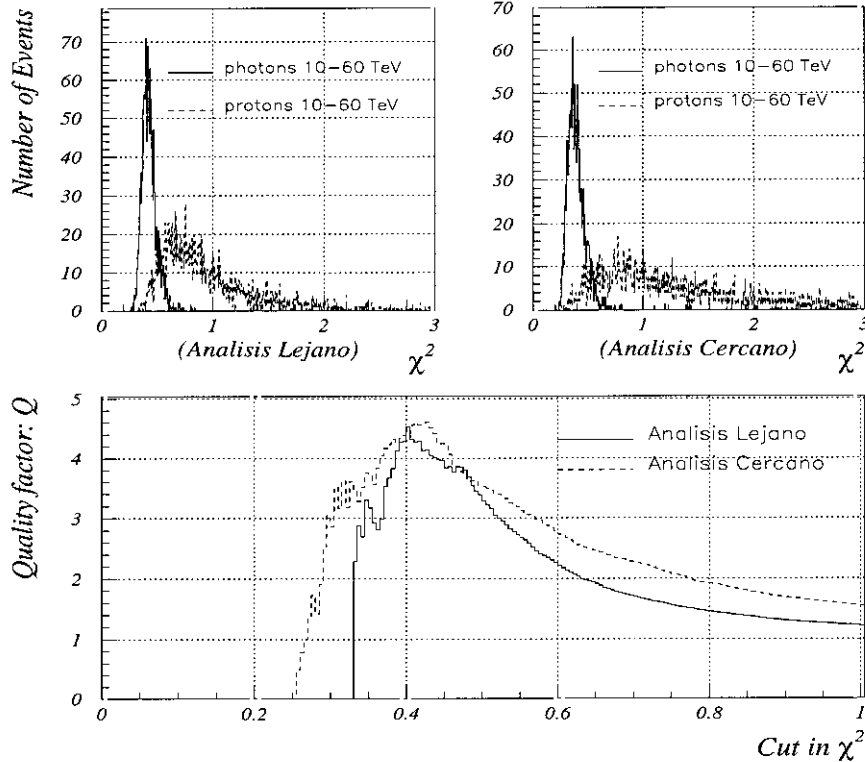 Number of Events
70
60
50
40
30
20
10
0
photons 10-60 TeV
protons 10-60 TeV
0 1 2 3
(Analisis Lejano)
χ²
70
60
50
40
30
20
10
0
photons 10-60 TeV
protons 10-60 TeV
0 1 2 3
(Analisis Cercano)
χ²
Quality factor: Q
5
4
3
2
1
0
Analisis Lejano
Analisis Cercano
0 0.2 0.4 0.6 0.8 1
Cut in χ²